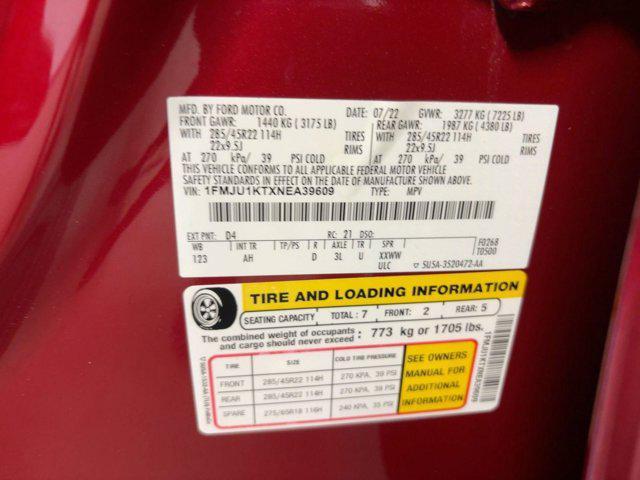 MFD. BY FORD MOTOR CO.
DATE: 07/22 GVWR: 3277 KG (7225 LB)
FRONT GAWR: 1440 KG (3175 LB)
REAR GAWR: 1987 KG (4380 LB)
WITH 285/45R22 114H TIRES
22x9.5J RIMS
AT 270 kPa/ 39 PSI COLD
WITH 285/45R22 114H TIRES
22x9.5J RIMS
AT 270 kPa/ 39 PSI COLD
THIS VEHICLE CONFORMS TO ALL APPLICABLE FEDERAL MOTOR VEHICLE
SAFETY STANDARDS IN EFFECT ON THE DATE OF MANUFACTURE SHOWN ABOVE.
VIN: 1FMJU1KTXNEA39609 TYPE: MPV
EXT PNT: D4 RC: 21 DSO:
WB INT TR TP/PS R AXLE TR SPR
123 AH D 3L U XXWW
ULC
F0268
T0500
5U5A-3520472-AA
TIRE AND LOADING INFORMATION
SEATING CAPACITY TOTAL : 7 FRONT: 2 REAR: 5
The combined weight of occupants and cargo should never exceed : 773 kg or 1705 lbs.
TIRE SIZE COLD TIRE PRESSURE
FRONT 285/45R22 114H 270 KPA, 39 PSI
REAR 285/45R22 114H 270 KPA, 39 PSI
SPARE 275/65R18 116H 240 KPA, 35 PSI
SEE OWNERS
MANUAL FOR
ADDITIONAL
INFORMATION
1FMJU1KTXNEA39609